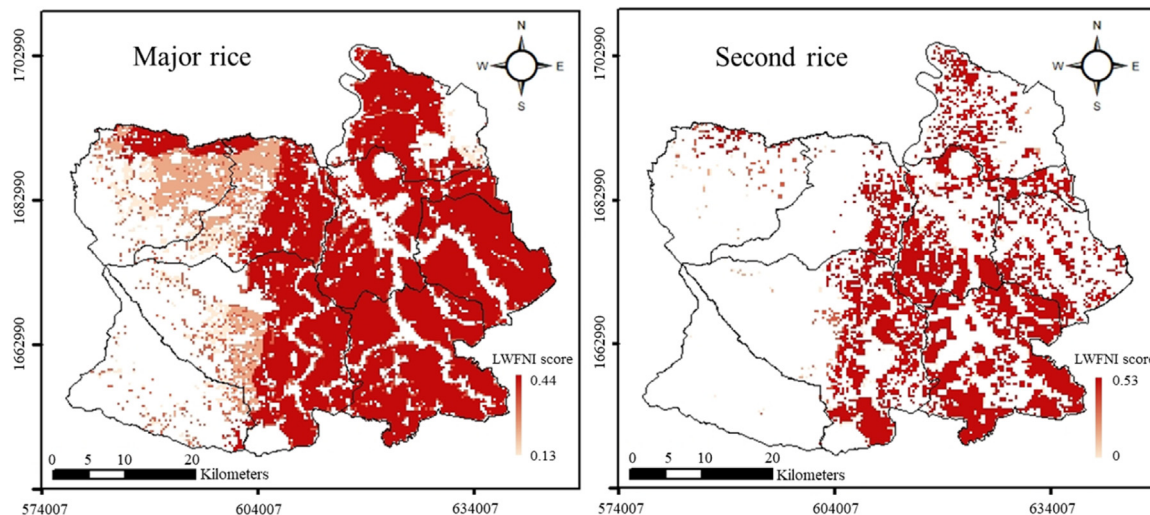 Major rice
N
W E
S
1702990
1682990
1662990
LWFNI score
0.44
0.13
0 5 10 20
Kilometers
574007 604007 634007
Second rice
N
W E
S
1702990
1682990
1662990
LWFNI score
0.53
0
0 5 10 20
Kilometers
574007 604007 634007